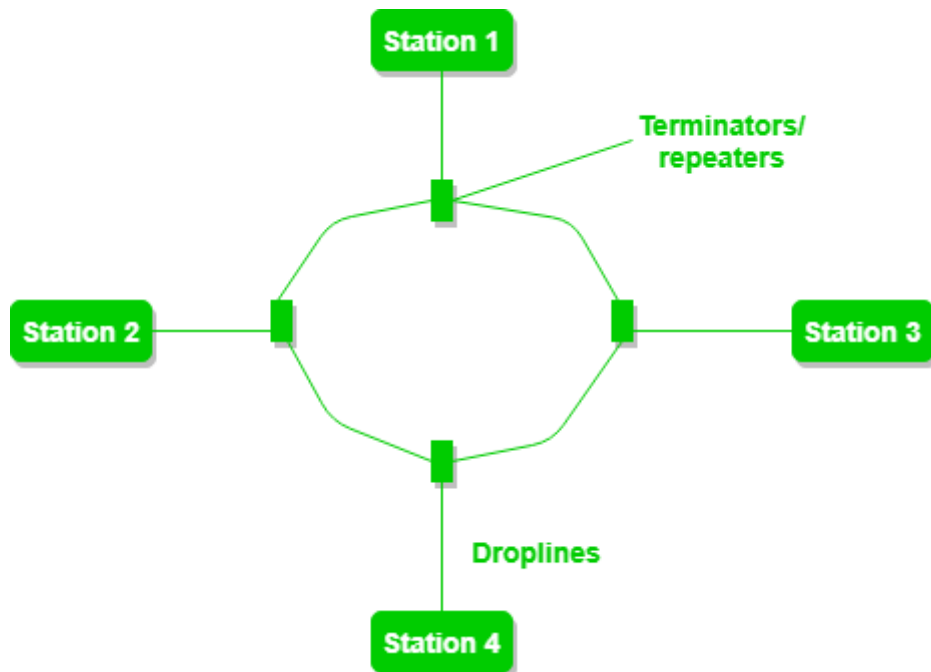 Station 1
Terminators/
repeaters
Station 2
Station 3
Droplines
Station 4